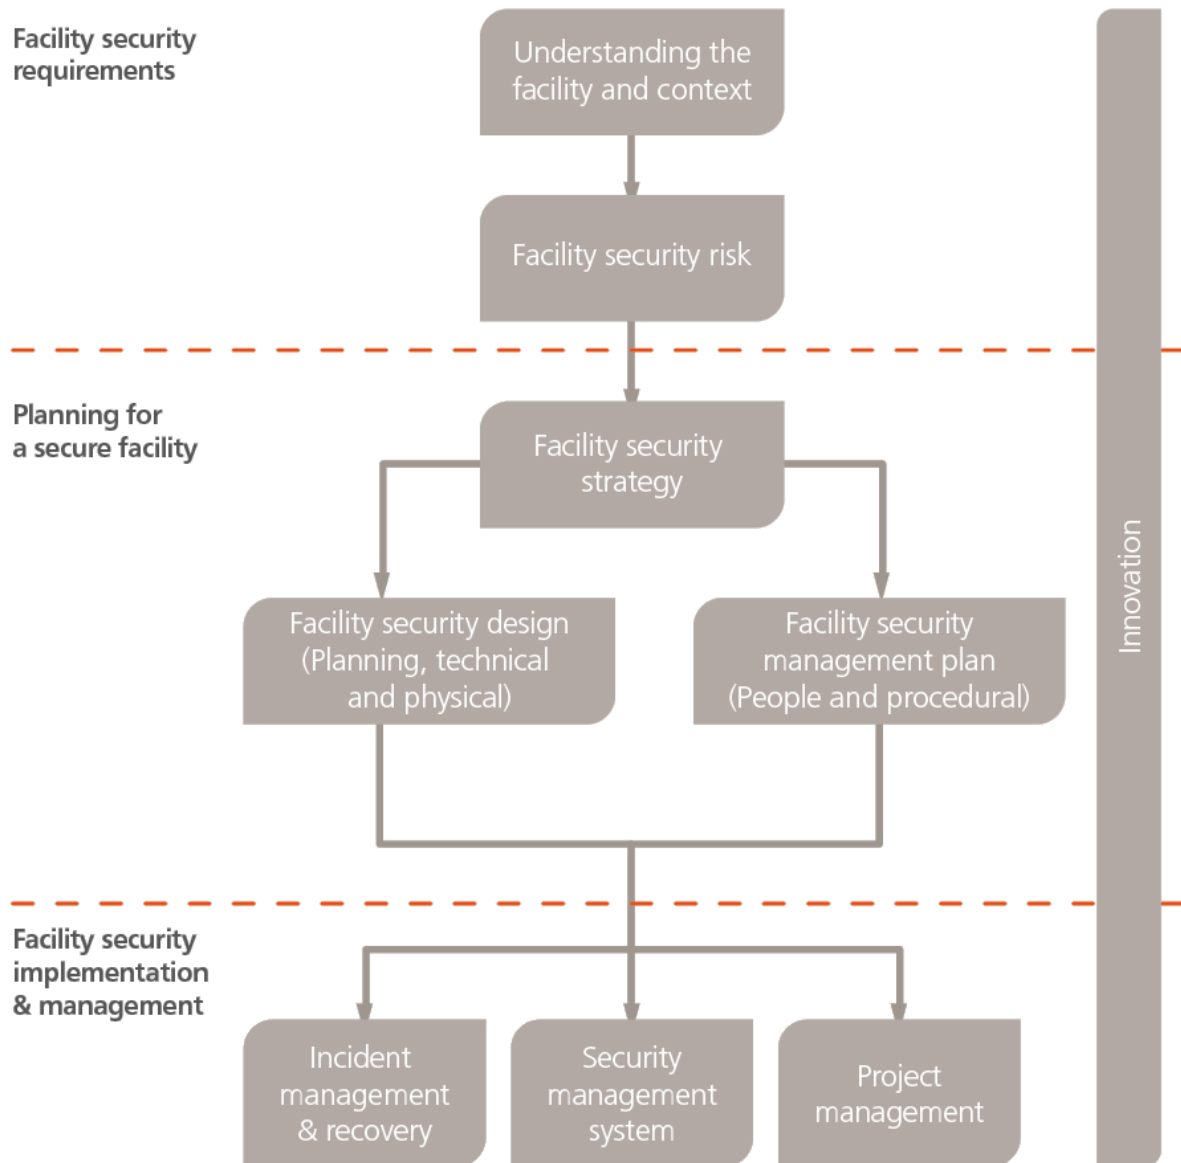 Facility security
requirements
Understanding the
facility and context
Facility security risk
Planning for
a secure facility
Facility security
strategy
Facility security design
(Planning, technical
and physical)
Facility security
management plan
(People and procedural)
Innovation
Facility security
implementation
& management
Incident
management
& recovery
Security
management
system
Project
management